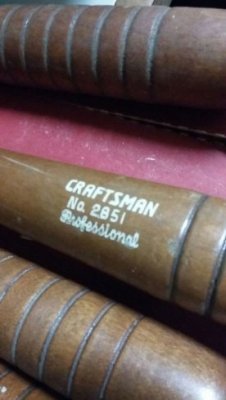 CRAFTSMAN
No. 2851
Professional